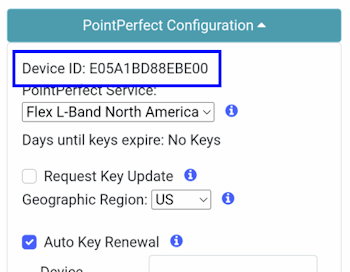 PointPerfect Configuration
Device ID: E05A1BD88EBE00
PointPerfect Service:
Flex L-Band North America
Days until keys expire: No Keys
Request Key Update
Geographic Region: US
Auto Key Renewal
Device